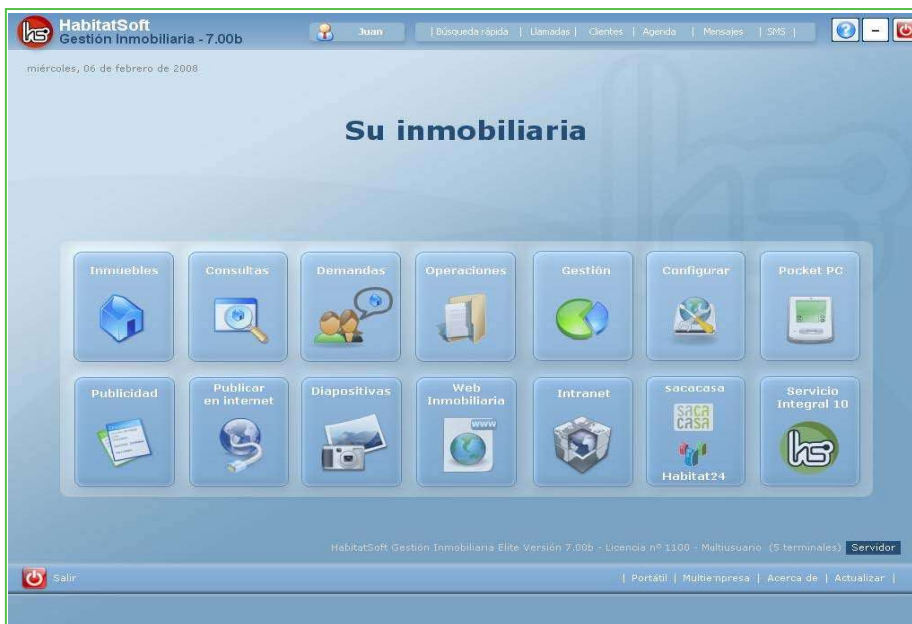 HabitatSoft
Gestión Inmobiliaria - 7.00b
Juan
| Búsqueda rápida | Llamadas | Clientes | Agenda | Mensajes | SMS |
miércoles, 06 de febrero de 2008
Su inmobiliaria
Inmuebles
Consultas
Demandas
Operaciones
Gestión
Configurar
Pocket PC
Publicidad
Publicar
en internet
Diapositivas
Web
Inmobiliaria
www
Intranet
sacacasa
saca
casa
Habitat24
Servicio
Integral 10
HabitatSoft Gestión Inmobiliaria Elite Versión 7.00b - Licencia nº 1100 - Multiusuario (5 terminales) Servidor
Salir
| Portátil | Multiempresa | Acerca de | Actualizar |